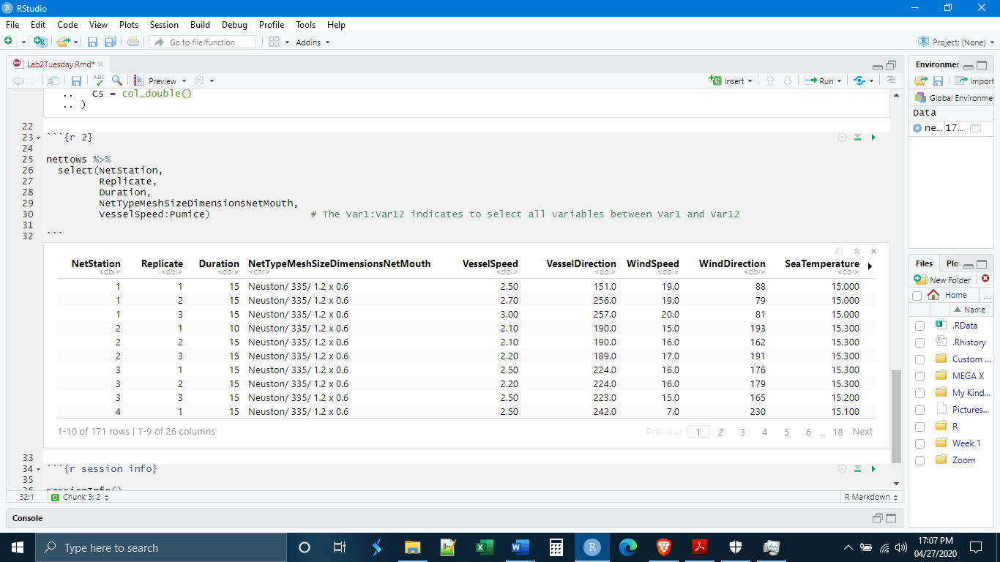 RStudio
File Edit Code View Plots Session Build Debug Profile Tools Help
Go to file/function Addins Project: (None)
Lab2Tuesday.Rmd*
ABC Preview Insert Run
.. Cs = col_double()
.. )
22
23 ```{r 2}
24
25 nettows %>%
26 select(NetStation,
27 Replicate,
28 Duration,
29 NetTypeMeshSizeDimensionsNetMouth,
30 VesselSpeed:Pumice) # The Var1:Var12 indicates to select all variables between Var1 and Var12
31
32 ```
NetStation Replicate Duration NetTypeMeshSizeDimensionsNetMouth VesselSpeed VesselDirection WindSpeed WindDirection SeaTemperature
<dbl> <dbl> <dbl> <chr> <dbl> <dbl> <dbl> <dbl> <dbl>
1 1 15 Neuston/ 335/ 1.2 x 0.6 2.50 151.0 19.0 88 15.000
1 2 15 Neuston/ 335/ 1.2 x 0.6 2.70 256.0 19.0 79 15.000
1 3 15 Neuston/ 335/ 1.2 x 0.6 3.00 257.0 20.0 81 15.000
2 1 10 Neuston/ 335/ 1.2 x 0.6 2.10 190.0 15.0 193 15.300
2 2 15 Neuston/ 335/ 1.2 x 0.6 2.10 190.0 16.0 162 15.300
2 3 15 Neuston/ 335/ 1.2 x 0.6 2.20 189.0 17.0 191 15.300
3 1 15 Neuston/ 335/ 1.2 x 0.6 2.50 224.0 16.0 176 15.300
3 2 15 Neuston/ 335/ 1.2 x 0.6 2.20 224.0 16.0 179 15.300
3 3 15 Neuston/ 335/ 1.2 x 0.6 2.50 223.0 15.0 165 15.200
4 1 15 Neuston/ 335/ 1.2 x 0.6 2.50 242.0 7.0 230 15.100
1-10 of 171 rows | 1-9 of 26 columns Previous 1 2 3 4 5 6 ... 18 Next
33
34 ```{r session info}
35
36 sessionInfo()
32:1 Chunk 3: 2 R Markdown
Console
Environmer
Import
Global Environme
Data
ne... 17...
Files Plo
New Folder
Home ...
Name
.RData
.Rhistory
Custom ...
MEGA X
My Kind...
Pictures...
R
Week 1
Zoom
Type here to search
17:07 PM
04/27/2020